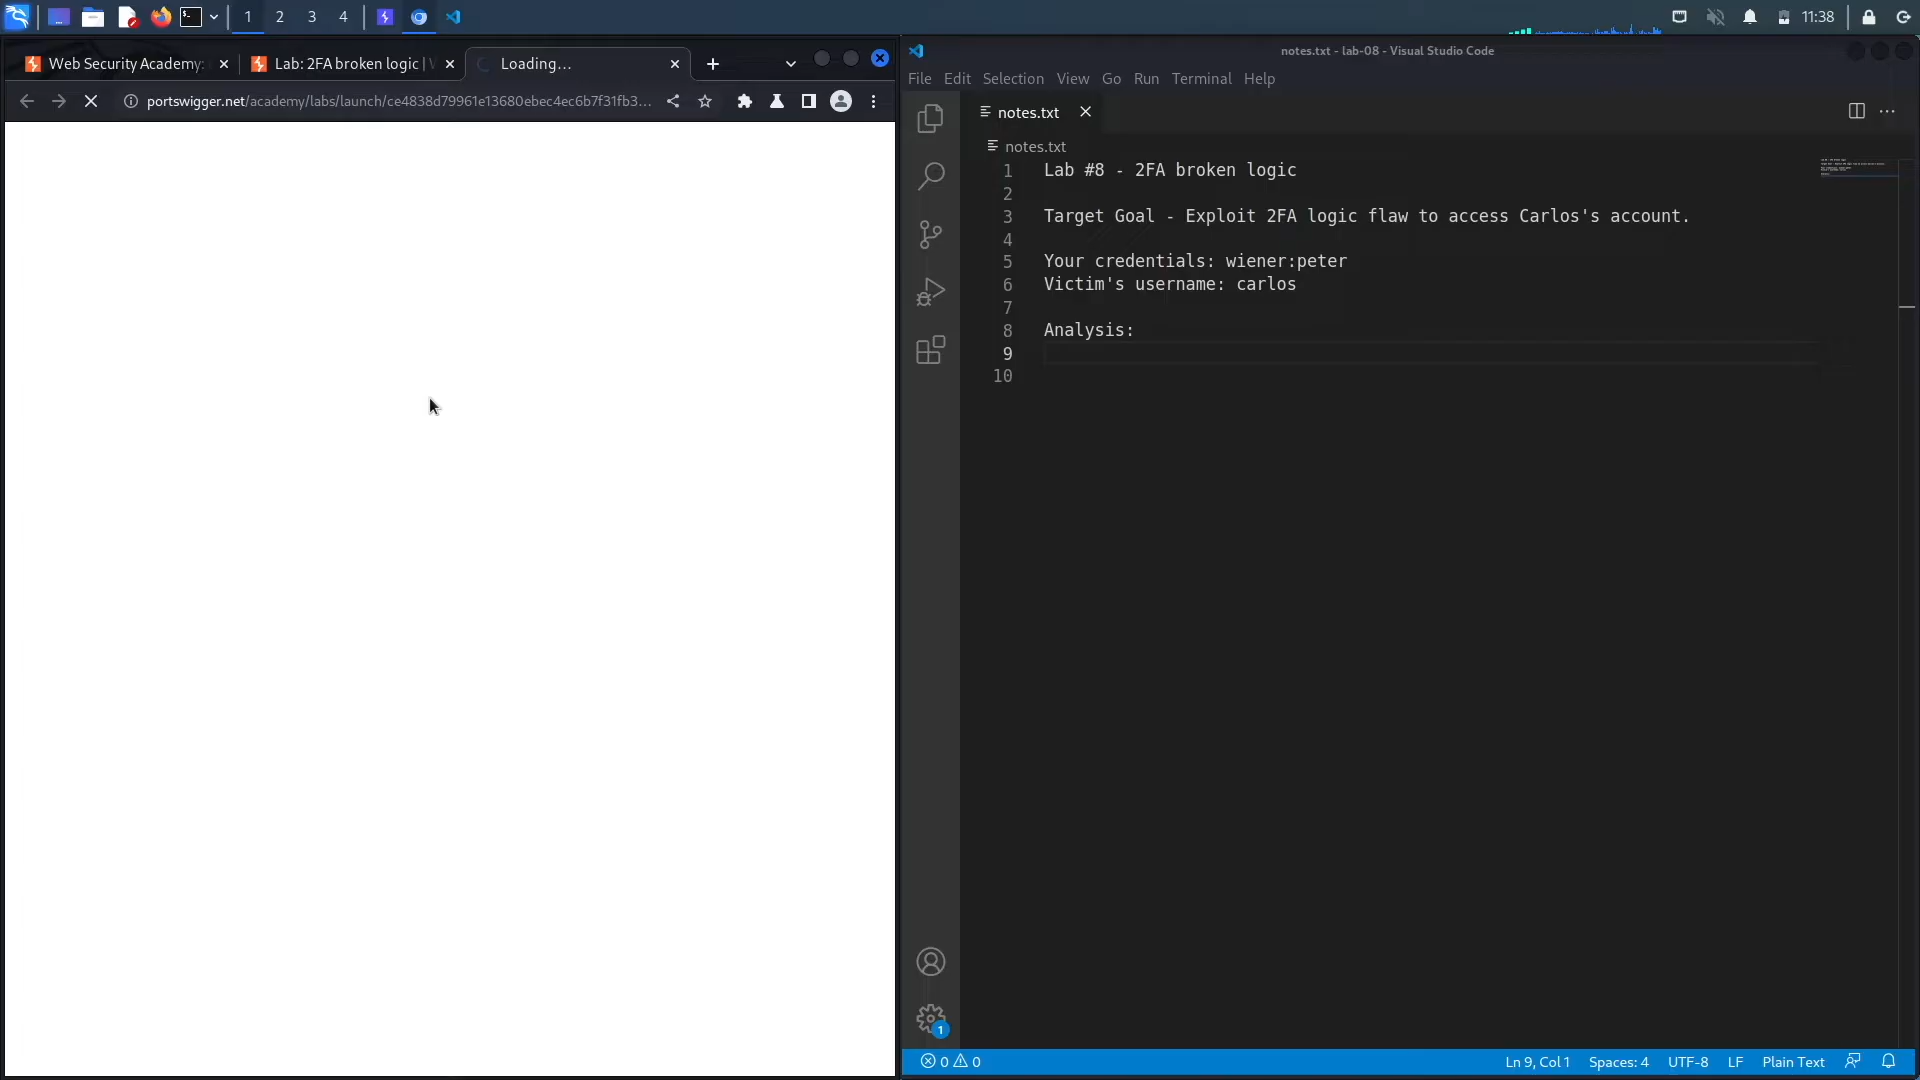 1 2 3 4
11:38
Web Security Academy:
Lab: 2FA broken logic |
Loading...
portswigger.net/academy/labs/launch/ce4838d79961e13680ebec4ec6b7f31fb3...
notes.txt - lab-08 - Visual Studio Code
File Edit Selection View Go Run Terminal Help
notes.txt
notes.txt
1 Lab #8 - 2FA broken logic
2
3 Target Goal - Exploit 2FA logic flaw to access Carlos's account.
4
5 Your credentials: wiener:peter
6 Victim's username: carlos
7
8 Analysis:
9
10
1
0 0
Ln 9, Col 1 Spaces: 4 UTF-8 LF Plain Text